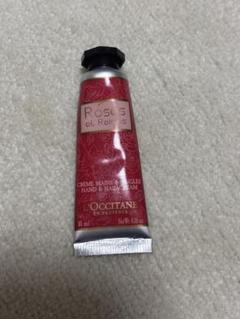 Roses
et Reines
CRÈME MAINS & ONGLES
HAND & NAIL CREAM
L'OCCITANE
EN PROVENCE